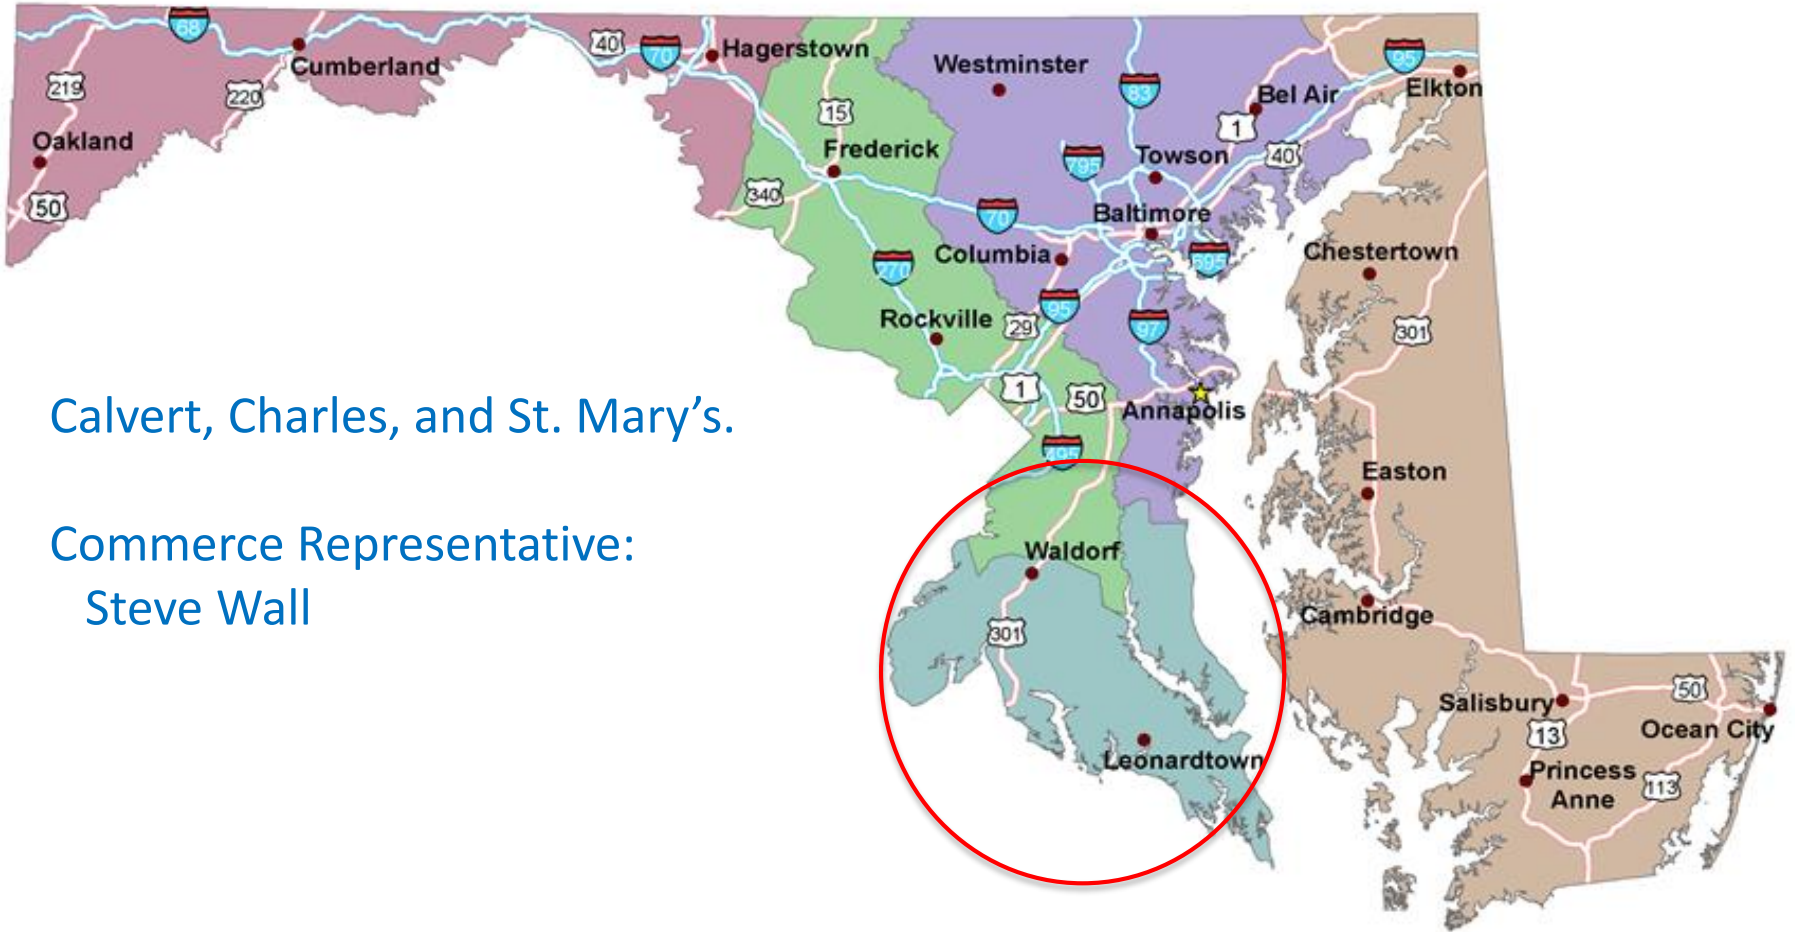 68
40
70
Hagerstown
Cumberland
219
220
Oakland
50
15
Frederick
340
Westminster
83
95
Elkton
Bel Air
1
795
Towson
40
70
Baltimore
Columbia
695
270
Chestertown
95
97
Rockville
29
301
1
50
Annapolis
495
Easton
Calvert, Charles, and St. Mary’s.
Commerce Representative:
Steve Wall
Waldorf
Cambridge
301
Salisbury
50
13
Ocean City
Leonardtown
Princess
Anne
113